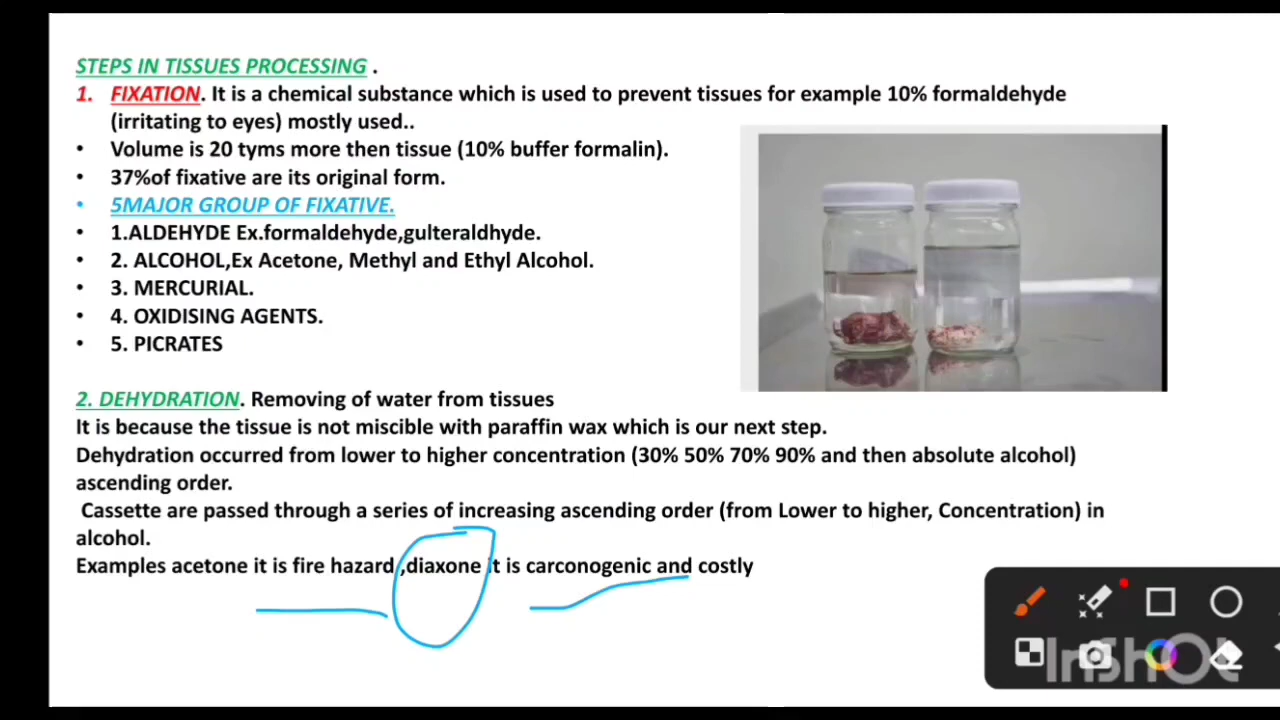 STEPS IN TISSUES PROCESSING .
1. FIXATION. It is a chemical substance which is used to prevent tissues for example 10% formaldehyde
(irritating to eyes) mostly used..
• Volume is 20 tyms more then tissue (10% buffer formalin).
• 37%of fixative are its original form.
• 5MAJOR GROUP OF FIXATIVE.
• 1.ALDEHYDE Ex.formaldehyde,gulteraldhyde.
• 2. ALCOHOL,Ex Acetone, Methyl and Ethyl Alcohol.
• 3. MERCURIAL.
• 4. OXIDISING AGENTS.
• 5. PICRATES
2. DEHYDRATION. Removing of water from tissues
It is because the tissue is not miscible with paraffin wax which is our next step.
Dehydration occurred from lower to higher concentration (30% 50% 70% 90% and then absolute alcohol)
ascending order.
Cassette are passed through a series of increasing ascending order (from Lower to higher, Concentration) in
alcohol.
Examples acetone it is fire hazard ,diaxone it is carconogenic and costly
InShOt